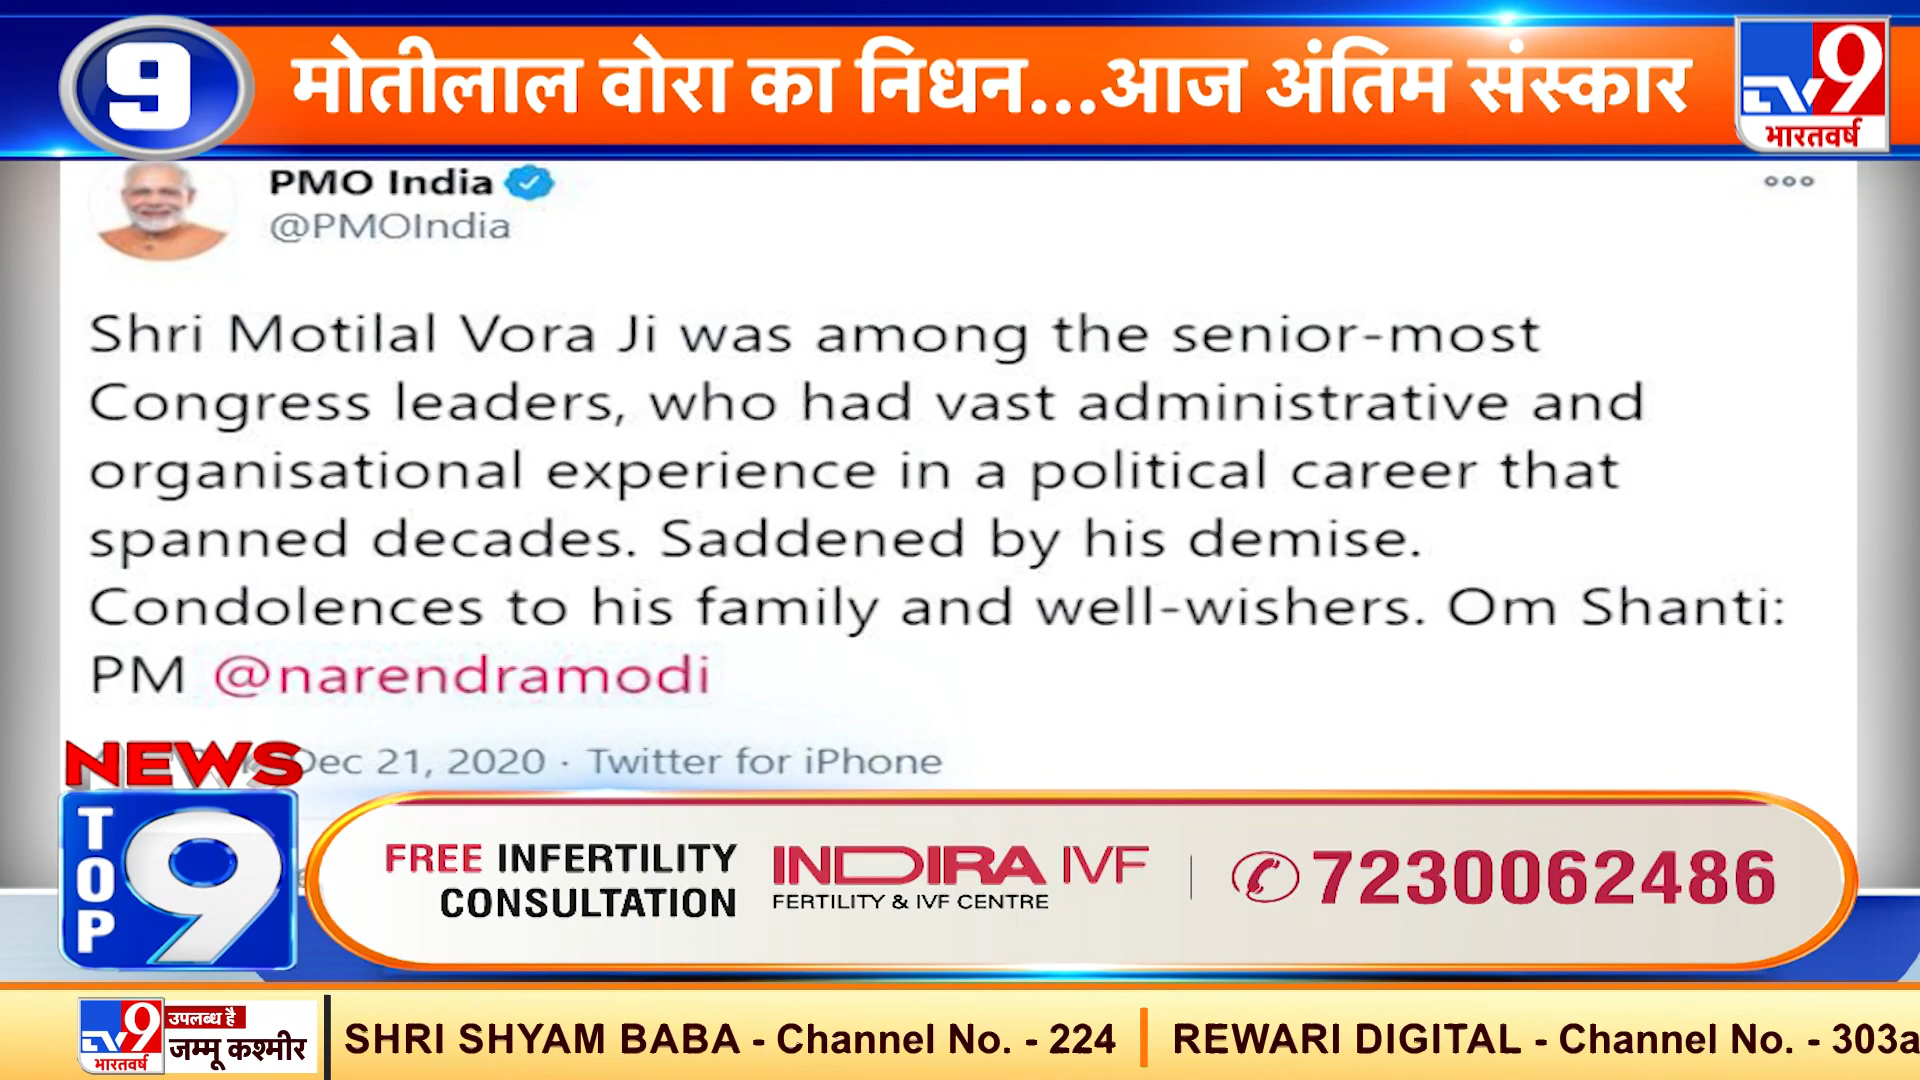 9
मोतीलाल वोरा का निधन...आज अंतिम संस्कार
TV9
भारतवर्ष
PMO India
@PMOIndia
Shri Motilal Vora Ji was among the senior-most
Congress leaders, who had vast administrative and
organisational experience in a political career that
spanned decades. Saddened by his demise.
Condolences to his family and well-wishers. Om Shanti:
PM @narendramodi
Dec 21, 2020 · Twitter for iPhone
NEWS
TOP
9
FREE INFERTILITY
CONSULTATION
INDIRA IVF
FERTILITY & IVF CENTRE
7230062486
TV9
भारतवर्ष
उपलब्ध है
जम्मू कश्मीर
SHRI SHYAM BABA - Channel No. - 224
REWARI DIGITAL - Channel No. - 303a